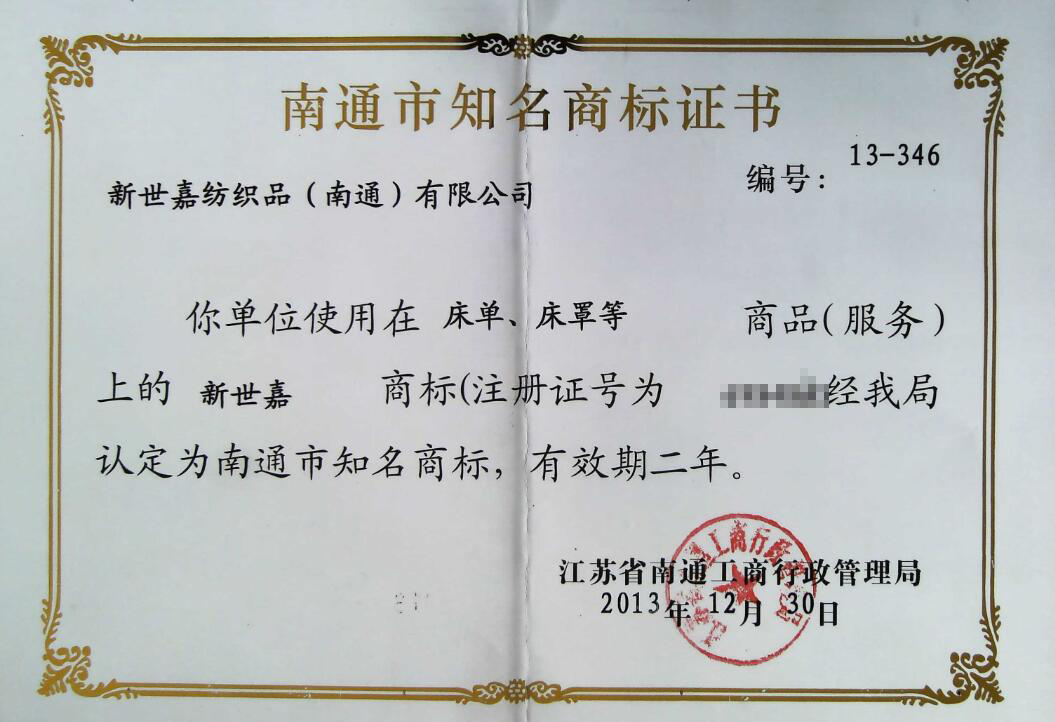 南通市知名商标证书
编号：13-346
新世嘉纺织品（南通）有限公司
你单位使用在 床单、床罩等 商品(服务)
上的 新世嘉 商标(注册证号为 经我局
认定为南通市知名商标，有效期二年。
江苏省南通工商行政管理局
2013年12月30日